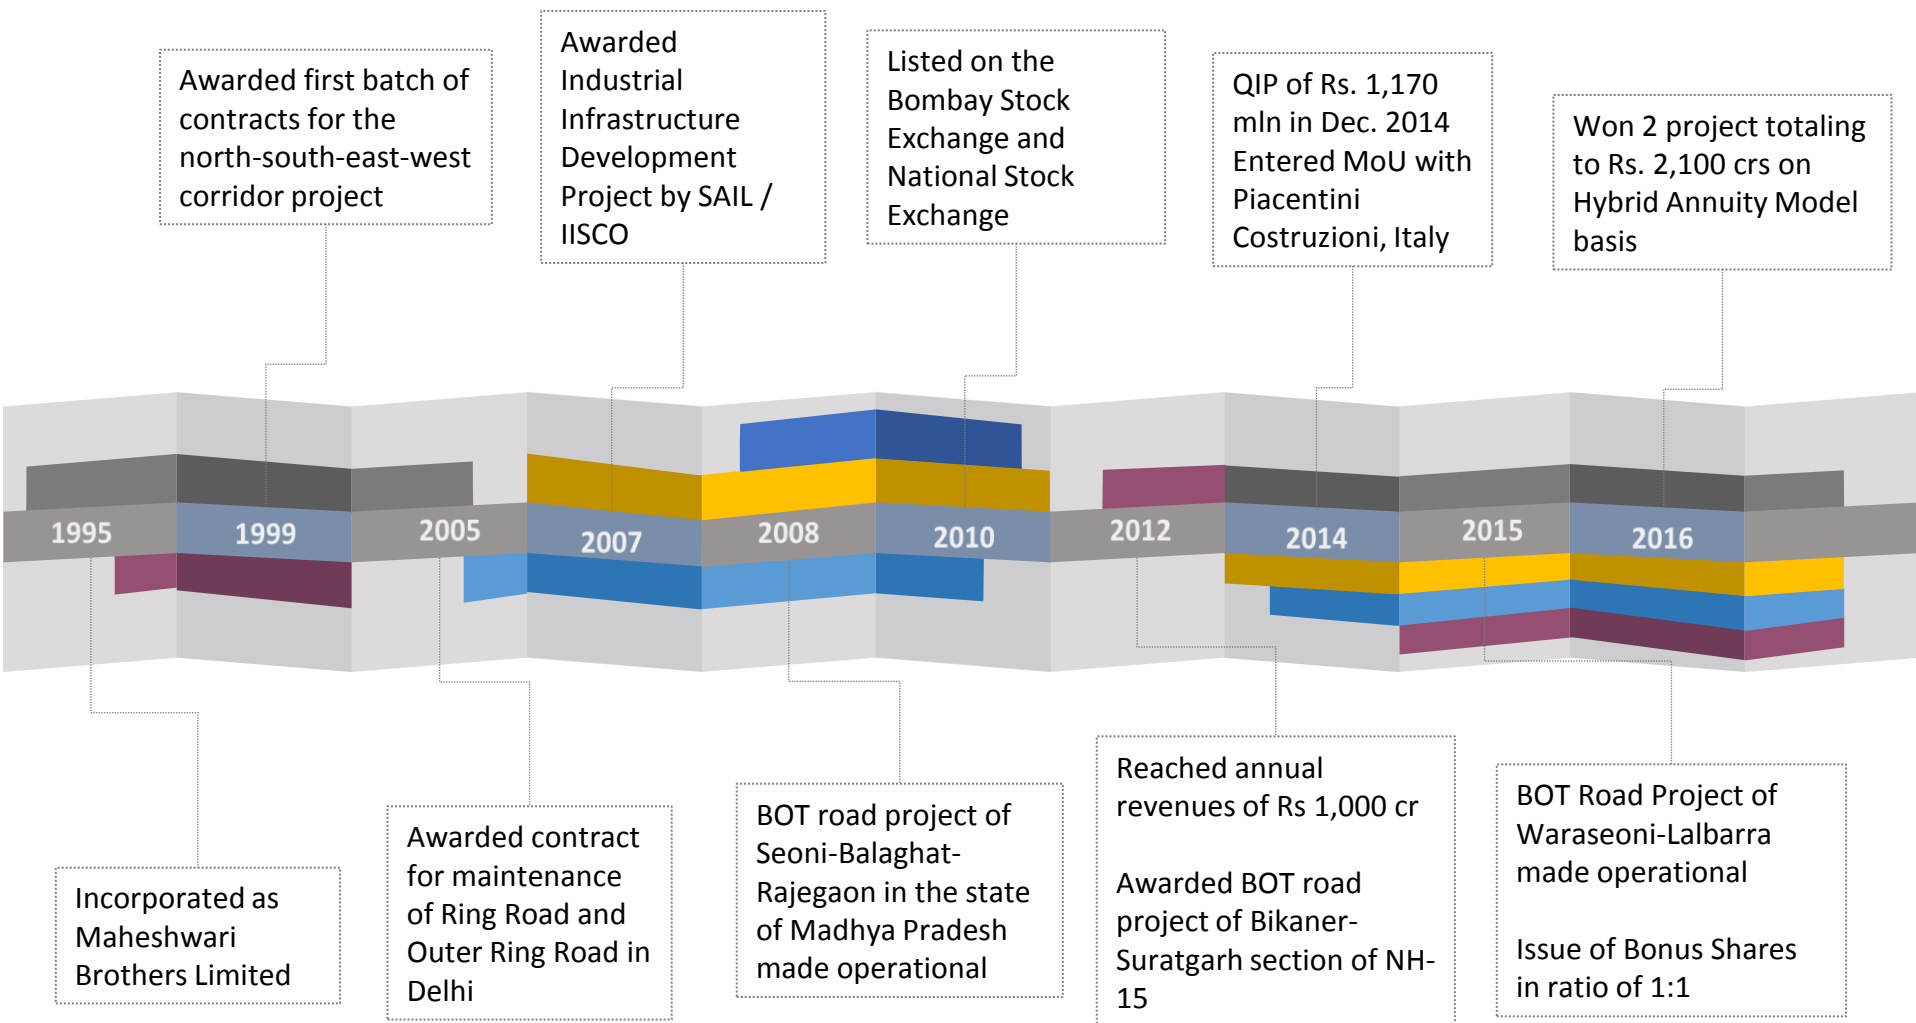 Awarded first batch of
contracts for the
north-south-east-west
corridor project
Awarded
Industrial
Infrastructure
Development
Project by SAIL /
IISCO
Listed on the
Bombay Stock
Exchange and
National Stock
Exchange
QIP of Rs. 1,170
mln in Dec. 2014
Entered MoU with
Piacentini
Costruzioni, Italy
Won 2 project totaling
to Rs. 2,100 crs on
Hybrid Annuity Model
basis
1995
1999
2005
2007
2008
2010
2012
2014
2015
2016
Incorporated as
Maheshwari
Brothers Limited
Awarded contract
for maintenance
of Ring Road and
Outer Ring Road in
Delhi
BOT road project of
Seoni-Balaghat-
Rajegaon in the state
of Madhya Pradesh
made operational
Reached annual
revenues of Rs 1,000 cr
Awarded BOT road
project of Bikaner-
Suratgarh section of NH-
15
BOT Road Project of
Waraseoni-Lalbarra
made operational
Issue of Bonus Shares
in ratio of 1:1